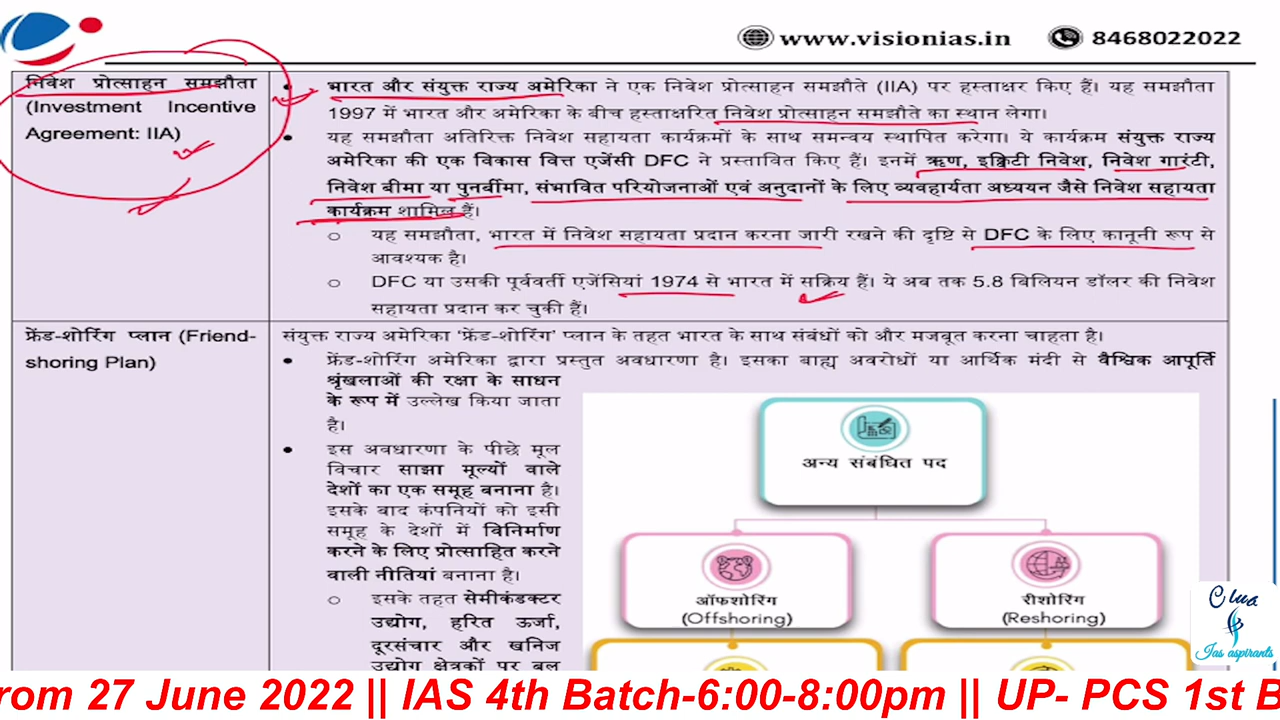 www.visionias.in
8468022022
निवेश प्रोत्साहन समझौता
(Investment Incentive
Agreement: IIA)
• भारत और संयुक्त राज्य अमेरिका ने एक निवेश प्रोत्साहन समझौते (IIA) पर हस्ताक्षर किए हैं। यह समझौता
1997 में भारत और अमेरिका के बीच हस्ताक्षरित निवेश प्रोत्साहन समझौते का स्थान लेगा।
• यह समझौता अतिरिक्त निवेश सहायता कार्यक्रमों के साथ समन्वय स्थापित करेगा। ये कार्यक्रम संयुक्त राज्य
अमेरिका की एक विकास वित्त एजेंसी DFC ने प्रस्तावित किए हैं। इनमें ऋण, इक्विटी निवेश, निवेश गारंटी,
निवेश बीमा या पुनर्बीमा, संभावित परियोजनाओं एवं अनुदानों के लिए व्यवहार्यता अध्ययन जैसे निवेश सहायता
कार्यक्रम शामिल हैं।
o यह समझौता, भारत में निवेश सहायता प्रदान करना जारी रखने की दृष्टि से DFC के लिए कानूनी रूप से
आवश्यक है।
o DFC या उसकी पूर्ववर्ती एजेंसियां 1974 से भारत में सक्रिय हैं। ये अब तक 5.8 बिलियन डॉलर की निवेश
सहायता प्रदान कर चुकी हैं।
फ्रेंड-शोरिंग प्लान (Friend-
shoring Plan)
संयुक्त राज्य अमेरिका 'फ्रेंड-शोरिंग' प्लान के तहत भारत के साथ संबंधों को और मजबूत करना चाहता है।
• फ्रेंड-शोरिंग अमेरिका द्वारा प्रस्तुत अवधारणा है। इसका बाह्य अवरोधों या आर्थिक मंदी से वैश्विक आपूर्ति
श्रृंखलाओं की रक्षा के साधन
के रूप में उल्लेख किया जाता
है।
• इस अवधारणा के पीछे मूल
विचार साझा मूल्यों वाले
देशों का एक समूह बनाना है।
इसके बाद कंपनियों को इसी
समूह के देशों में विनिर्माण
करने के लिए प्रोत्साहित करने
वाली नीतियां बनाना है।
o इसके तहत सेमीकंडक्टर
उद्योग, हरित ऊर्जा,
दूरसंचार और खनिज
उद्योग क्षेत्रकों पर बल
अन्य संबंधित पद
ऑफशोरिंग
(Offshoring)
रीशोरिंग
(Reshoring)
Clue
Ias aspirants
rom 27 June 2022 || IAS 4th Batch-6:00-8:00pm || UP- PCS 1st B